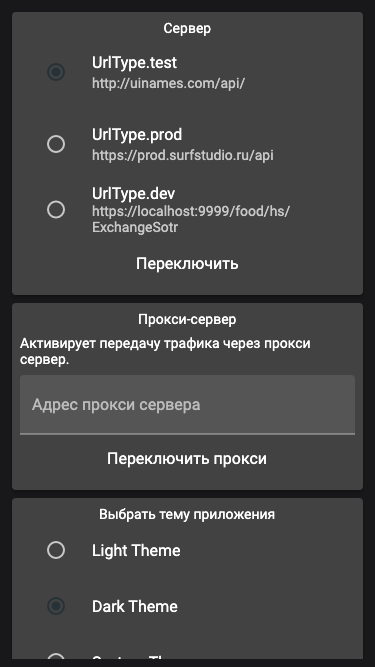 Сервер
UrlType.test
http://uinames.com/api/
UrlType.prod
https://prod.surfstudio.ru/api
UrlType.dev
https://localhost:9999/food/hs/
ExchangeSotr
Переключить
Прокси-сервер
Активирует передачу трафика через прокси
сервер.
Адрес прокси сервера
Переключить прокси
Выбрать тему приложения
Light Theme
Dark Theme